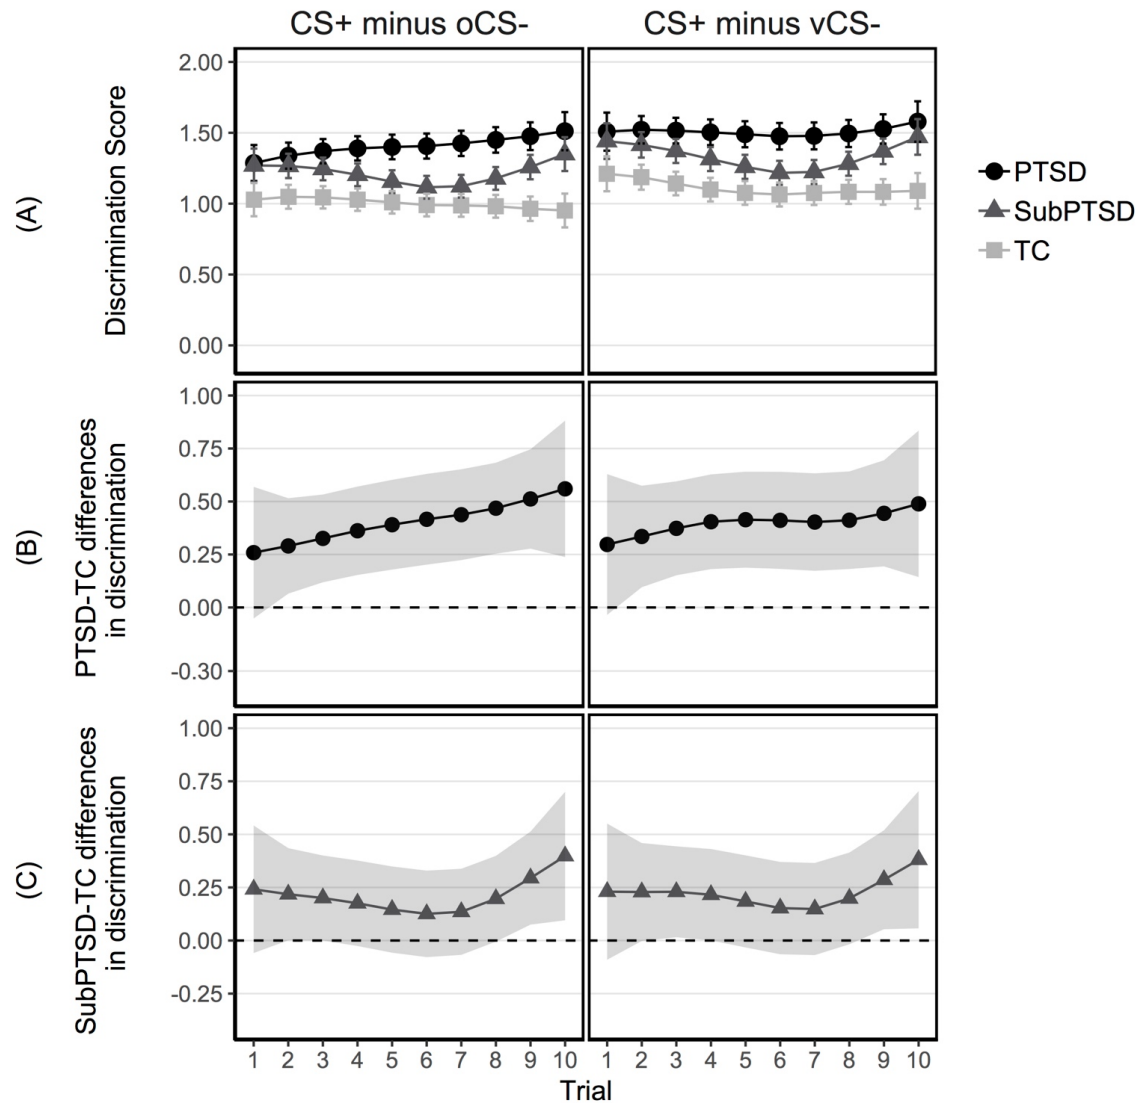 CS+ minus oCS-
CS+ minus vCS-
(A)
Discrimination Score
2.00
1.50
1.00
0.50
0.00
PTSD
SubPTSD
TC
(B)
PTSD-TC differences
in discrimination
1.00
0.75
0.50
0.25
0.00
-0.30
(C)
SubPTSD-TC differences
in discrimination
1.00
0.75
0.50
0.25
0.00
-0.25
1 2 3 4 5 6 7 8 9 10
1 2 3 4 5 6 7 8 9 10
Trial